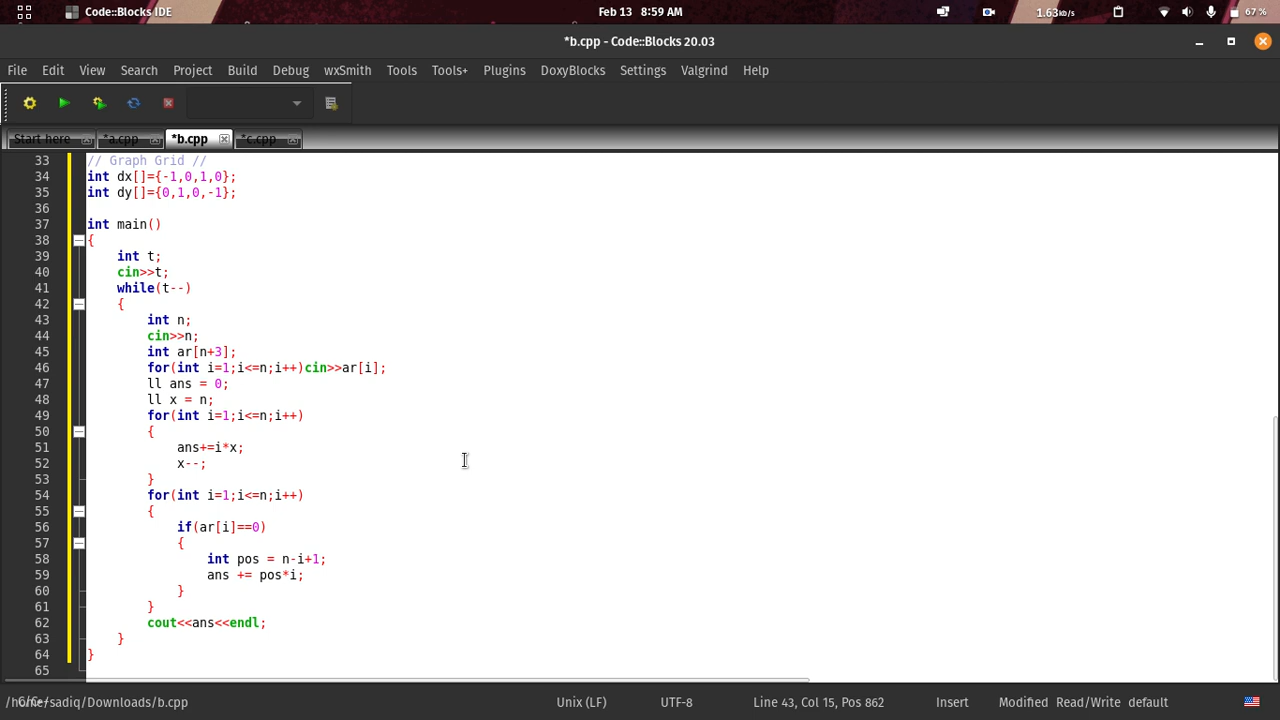 Code::Blocks IDE
Feb 13 8:59 AM
1.63kb/s
67 %
*b.cpp - Code::Blocks 20.03
File Edit View Search Project Build Debug wxSmith Tools Tools+ Plugins DoxyBlocks Settings Valgrind Help
Start here *a.cpp *b.cpp *c.cpp
33 // Graph Grid //
34 int dx[]={-1,0,1,0};
35 int dy[]={0,1,0,-1};
36
37 int main()
38 {
39 int t;
40 cin>>t;
41 while(t--)
42 {
43 int n;
44 cin>>n;
45 int ar[n+3];
46 for(int i=1;i<=n;i++)cin>>ar[i];
47 ll ans = 0;
48 ll x = n;
49 for(int i=1;i<=n;i++)
50 {
51 ans+=i*x;
52 x--;
53 }
54 for(int i=1;i<=n;i++)
55 {
56 if(ar[i]==0)
57 {
58 int pos = n-i+1;
59 ans += pos*i;
60 }
61 }
62 cout<<ans<<endl;
63 }
64 }
65
/home/sadiq/Downloads/b.cpp Unix (LF) UTF-8 Line 43, Col 15, Pos 862 Insert Modified Read/Write default